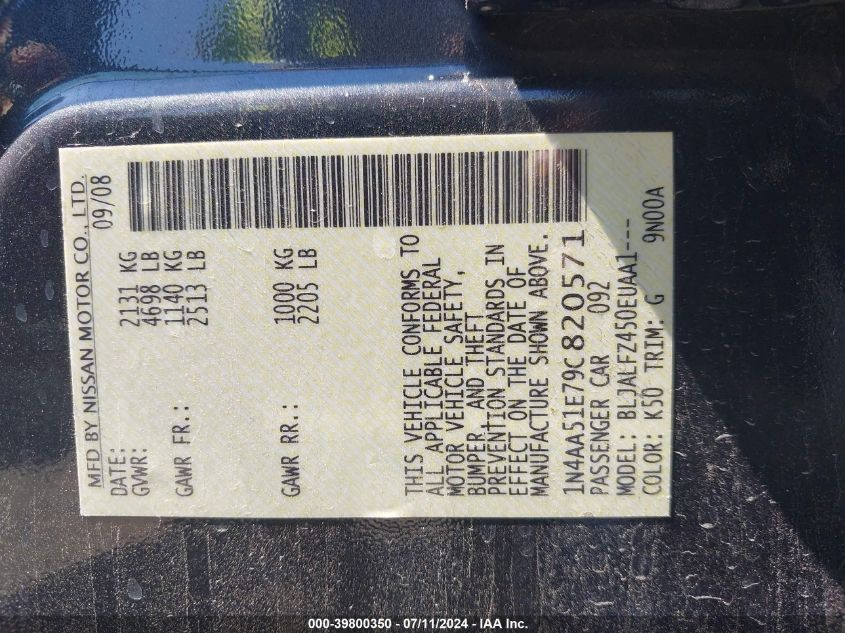 MFD BY NISSAN MOTOR CO., LTD.
DATE: 09/08
GVWR: 2131 KG
4698 LB
GAWR FR.: 1140 KG
2513 LB
GAWR RR.: 1000 KG
2205 LB
THIS VEHICLE CONFORMS TO
ALL APPLICABLE FEDERAL
MOTOR VEHICLE SAFETY,
BUMPER, AND THEFT
PREVENTION STANDARDS IN
EFFECT ON THE DATE OF
MANUFACTURE SHOWN ABOVE.
1N4AA51E79C820571
PASSENGER CAR 092
MODEL: BLJALFZ450EUAA1---
COLOR: K50 TRIM: G 9N00A
000-39800350 - 07/11/2024 - IAA Inc.